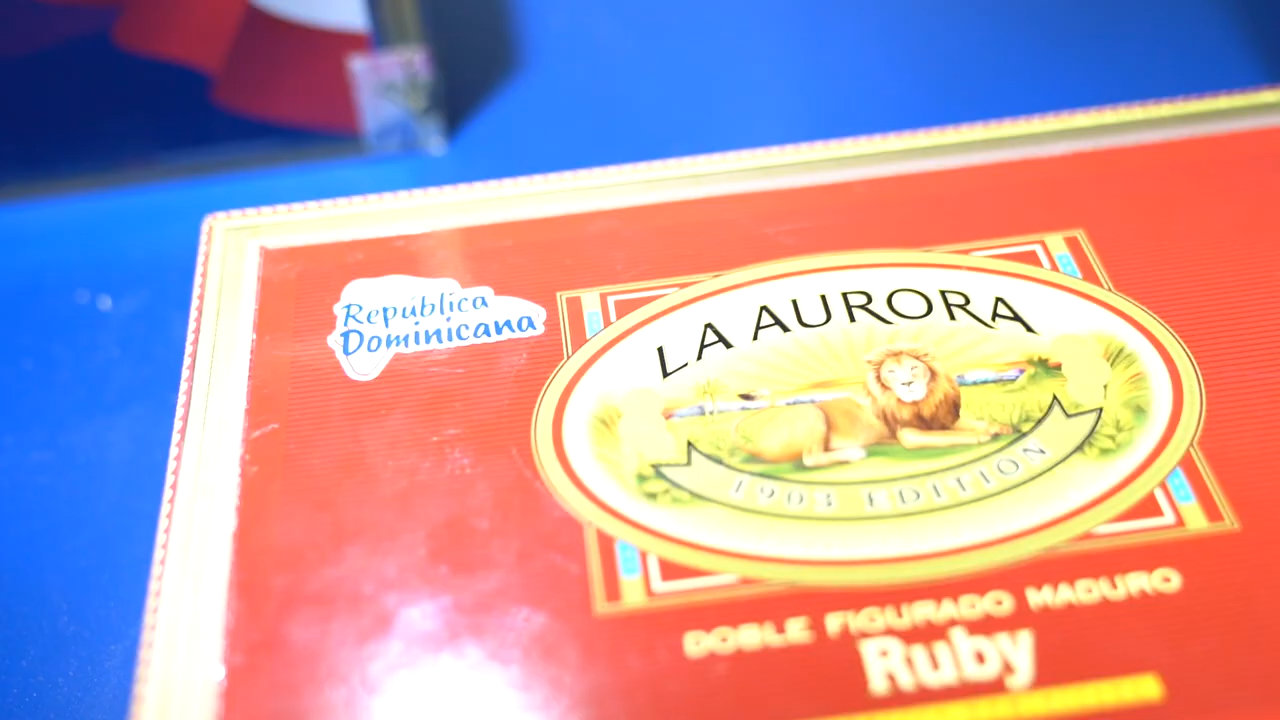 República
Dominicana
LA AURORA
1903 EDITION
DOBLE FIGURADO MADURO
Ruby